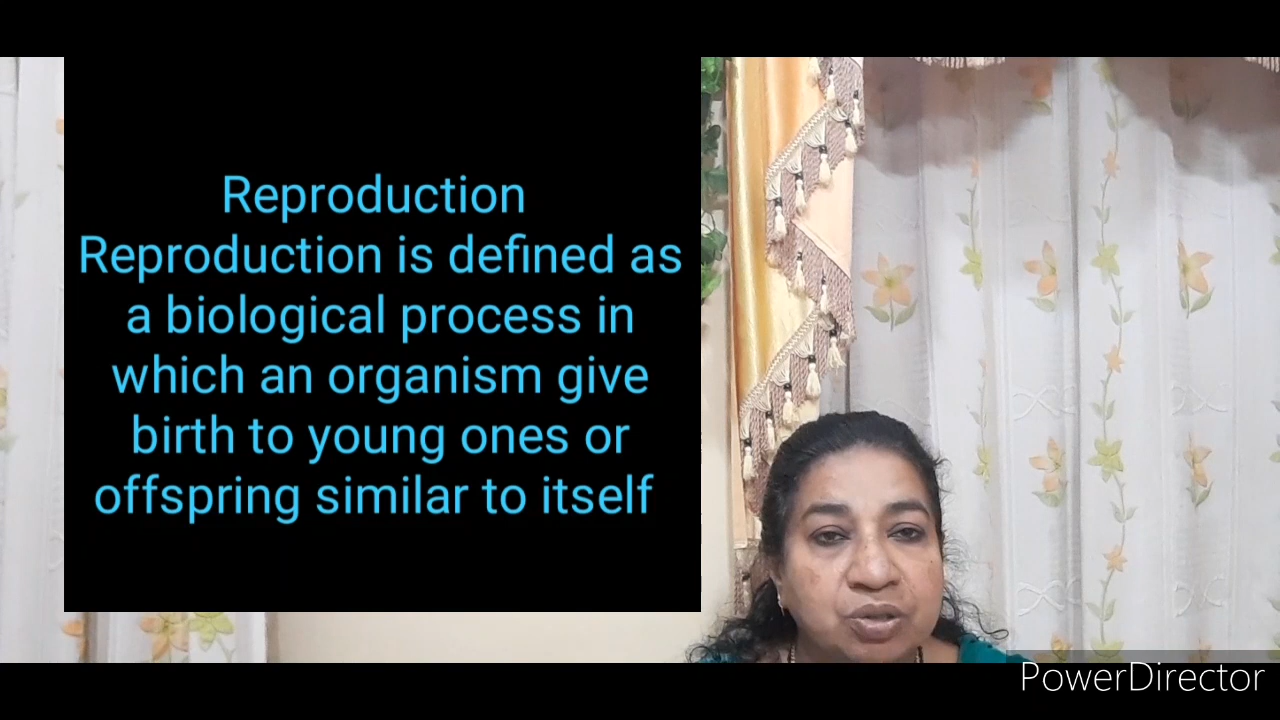 Reproduction
Reproduction is defined as
a biological process in
which an organism give
birth to young ones or
offspring similar to itself
PowerDirector